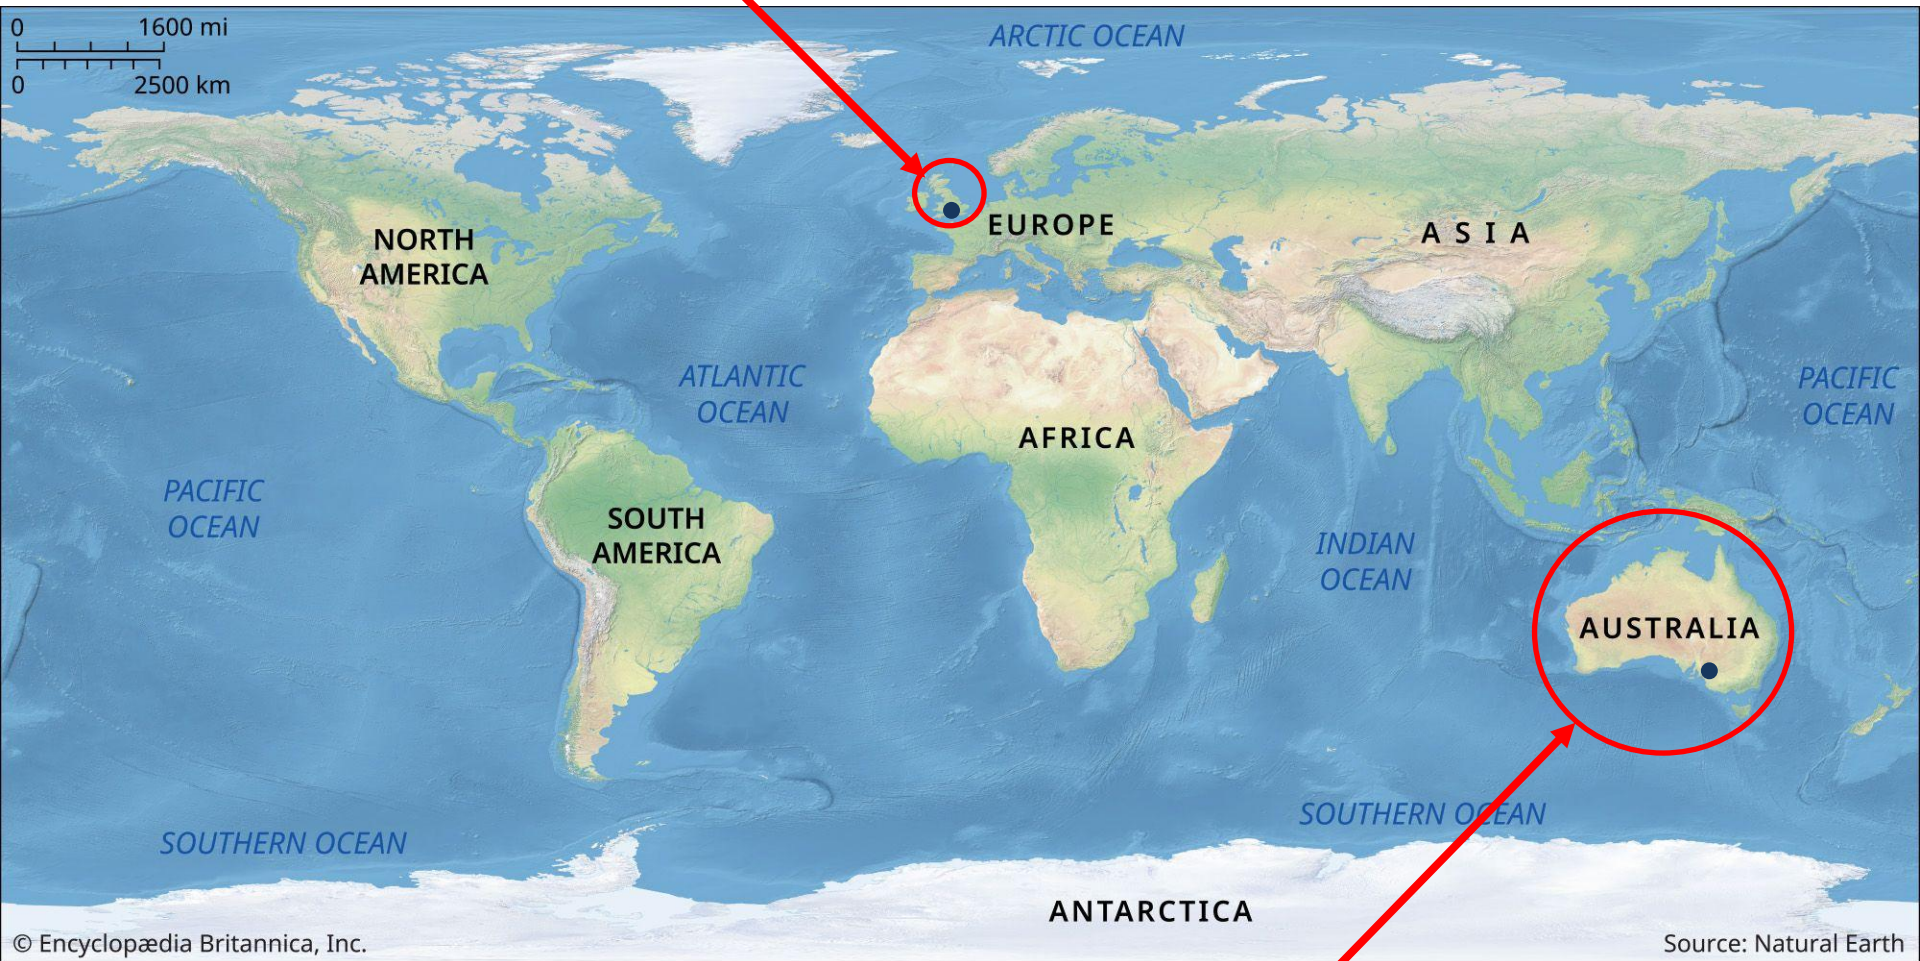 0 1600 mi
0 2500 km
ARCTIC OCEAN
NORTH
AMERICA
EUROPE
ASIA
ATLANTIC
OCEAN
PACIFIC
OCEAN
AFRICA
PACIFIC
OCEAN
SOUTH
AMERICA
INDIAN
OCEAN
AUSTRALIA
SOUTHERN OCEAN
SOUTHERN OCEAN
ANTARCTICA
© Encyclopædia Britannica, Inc.
Source: Natural Earth